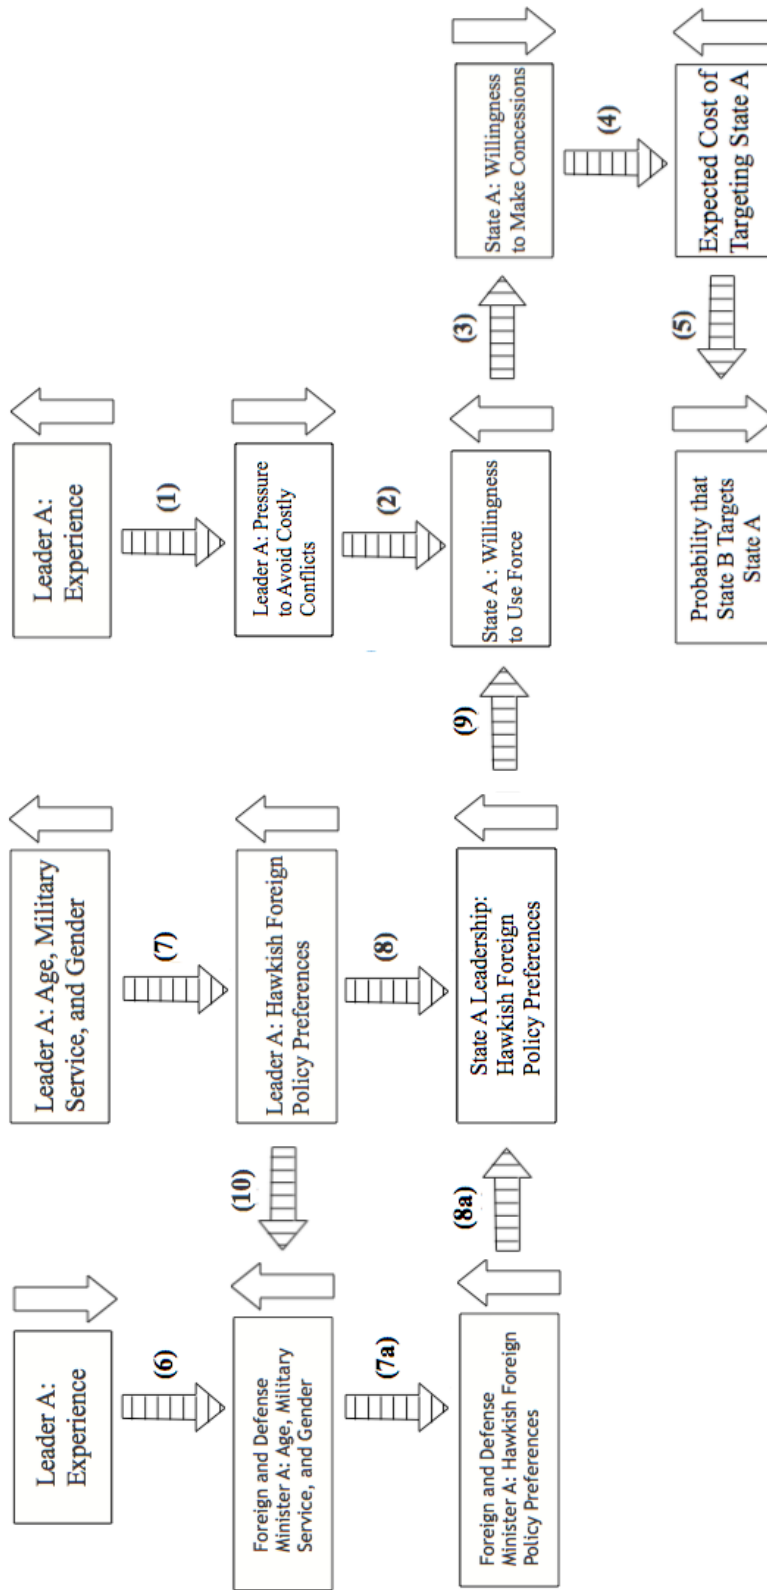 Leader A:
Experience
(6)
Foreign and Defense
Minister A: Age, Military
Service, and Gender
(7a)
Foreign and Defense
Minister A: Hawkish Foreign
Policy Preferences
(10)
(8a)
Leader A: Age, Military
Service, and Gender
(7)
Leader A: Hawkish Foreign
Policy Preferences
(8)
State A Leadership:
Hawkish Foreign
Policy Preferences
(9)
Leader A:
Experience
(1)
Leader A: Pressure
to Avoid Costly
Conflicts
(2)
State A : Willingness
to Use Force
(3)
State A: Willingness
to Make Concessions
(4)
Expected Cost of
Targeting State A
(5)
Probability that
State B Targets
State A